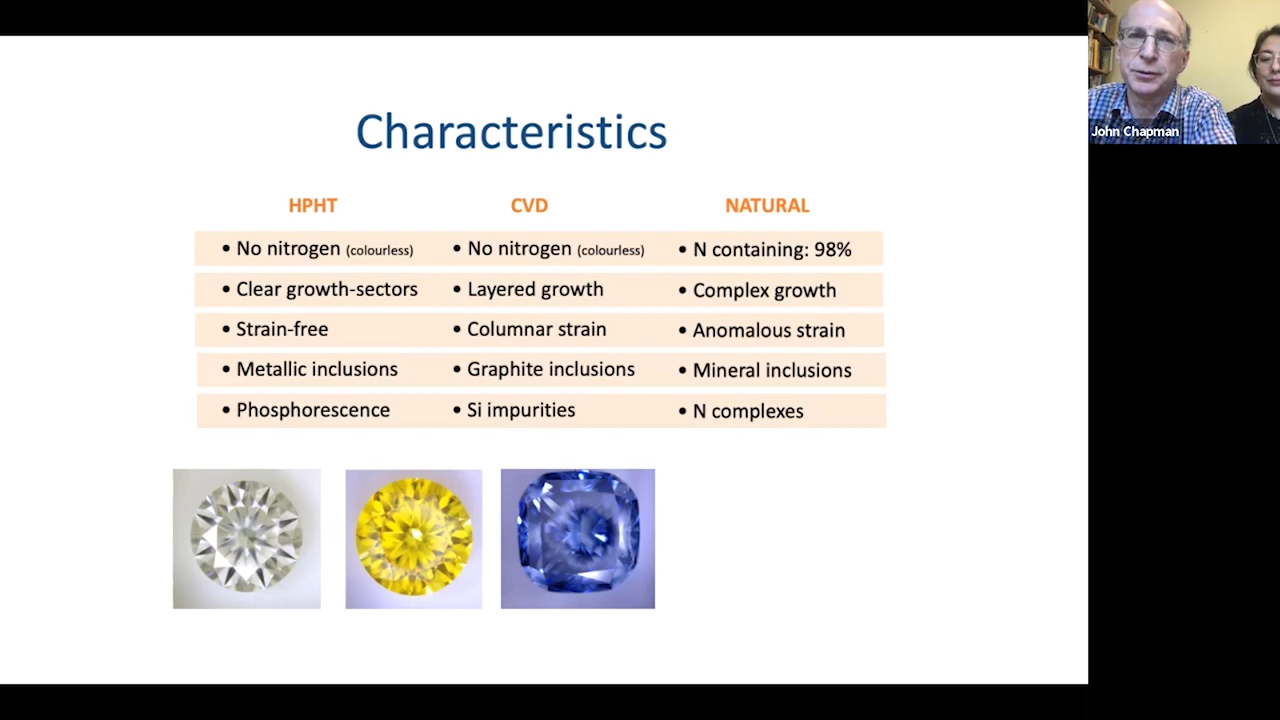 Characteristics
HPHT CVD NATURAL
• No nitrogen (colourless) • No nitrogen (colourless) • N containing: 98%
• Clear growth-sectors • Layered growth • Complex growth
• Strain-free • Columnar strain • Anomalous strain
• Metallic inclusions • Graphite inclusions • Mineral inclusions
• Phosphorescence • Si impurities • N complexes
John Chapman